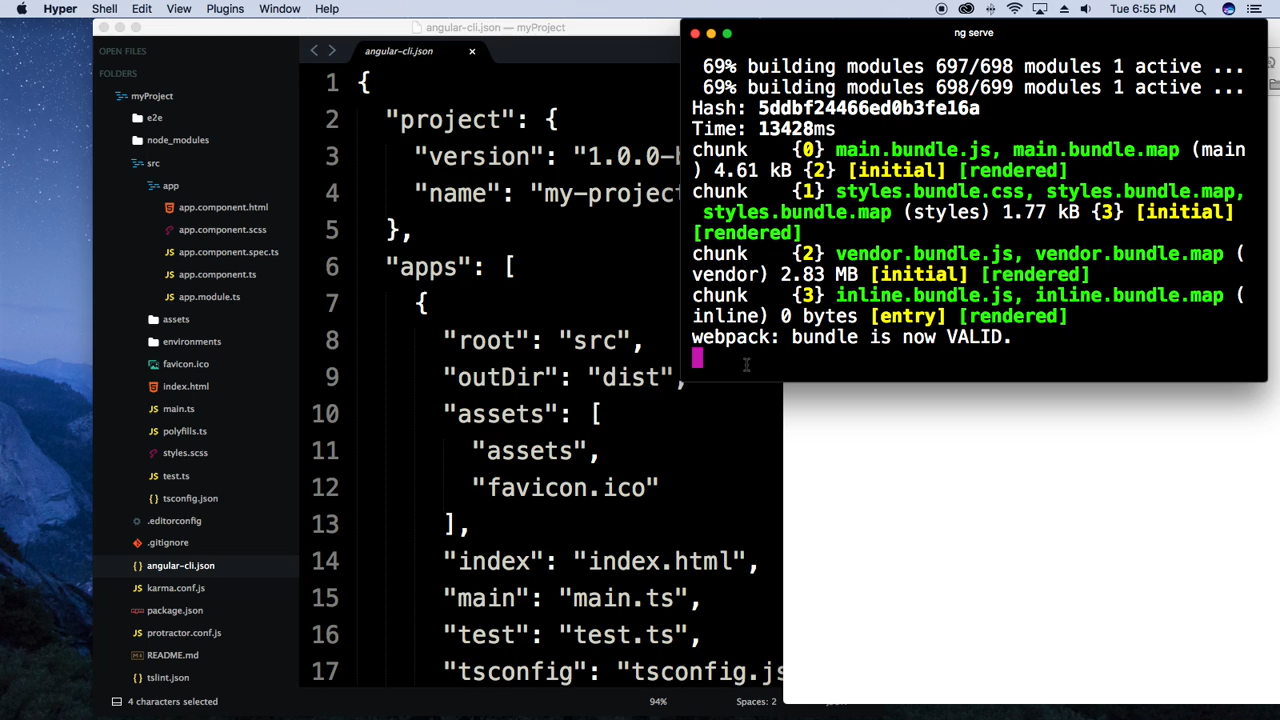 Hyper Shell Edit View Plugins Window Help
Tue 6:55 PM
angular-cli.json — myProject
OPEN FILES
FOLDERS
myProject
e2e
node_modules
src
app
app.component.html
app.component.scss
app.component.spec.ts
app.component.ts
app.module.ts
assets
environments
favicon.ico
index.html
main.ts
polyfills.ts
styles.scss
test.ts
tsconfig.json
.editorconfig
.gitignore
angular-cli.json
karma.conf.js
package.json
protractor.conf.js
README.md
tslint.json
4 characters selected
angular-cli.json
1 {
2 "project": {
3 "version": "1.0.0-b
4 "name": "my-project
5 },
6 "apps": [
7 {
8 "root": "src",
9 "outDir": "dist",
10 "assets": [
11 "assets",
12 "favicon.ico"
13 ],
14 "index": "index.html",
15 "main": "main.ts",
16 "test": "test.ts",
17 "tsconfig": "tsconfig.js
94%
Spaces: 2
ng serve
69% building modules 697/698 modules 1 active ...
69% building modules 698/699 modules 1 active ...
Hash: 5ddbf24466ed0b3fe16a
Time: 13428ms
chunk {0} main.bundle.js, main.bundle.map (main
) 4.61 kB {2} [initial] [rendered]
chunk {1} styles.bundle.css, styles.bundle.map,
styles.bundle.map (styles) 1.77 kB {3} [initial]
[rendered]
chunk {2} vendor.bundle.js, vendor.bundle.map (
vendor) 2.83 MB [initial] [rendered]
chunk {3} inline.bundle.js, inline.bundle.map (
inline) 0 bytes [entry] [rendered]
webpack: bundle is now VALID.